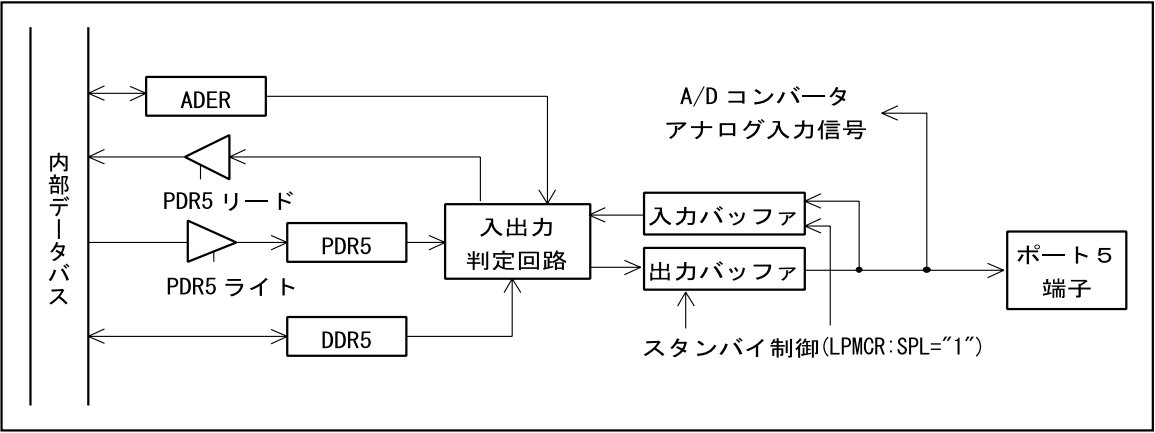 内部データバス
ADER
PDR5 リード
PDR5 ライト
PDR5
DDR5
入出力
判定回路
A/D コンバータ
アナログ入力信号
入力バッファ
出力バッファ
スタンバイ制御(LPMCR:SPL="1")
ポート５
端子